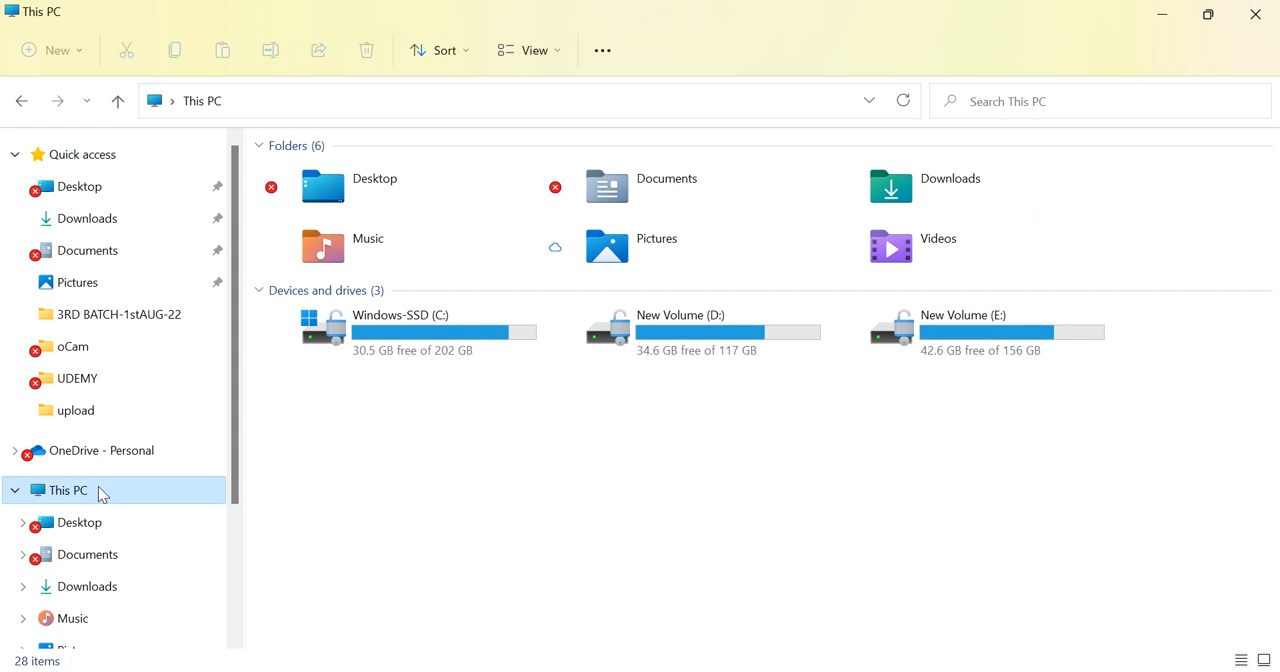 This PC
New
Sort
View
This PC
Search This PC
Quick access
Desktop
Downloads
Documents
Pictures
3RD BATCH-1stAUG-22
oCam
UDEMY
upload
OneDrive - Personal
This PC
Desktop
Documents
Downloads
Music
Folders (6)
Desktop
Documents
Downloads
Music
Pictures
Videos
Devices and drives (3)
Windows-SSD (C:)
30.5 GB free of 202 GB
New Volume (D:)
34.6 GB free of 117 GB
New Volume (E:)
42.6 GB free of 156 GB
28 items